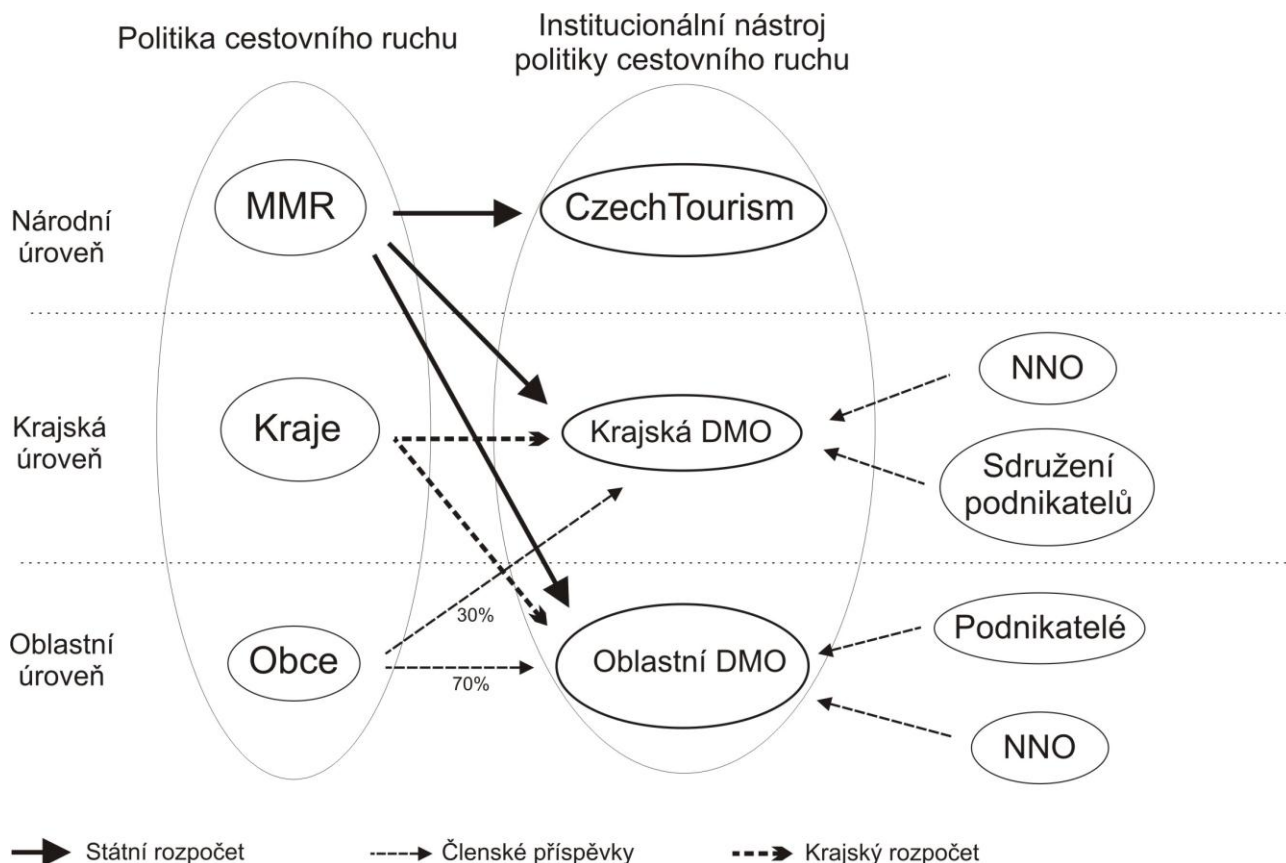 Politika cestovního ruchu
Institucionální nástroj
politiky cestovního ruchu
Národní
úroveň
MMR
CzechTourism
Krajská
úroveň
Kraje
Krajská DMO
NNO
Sdružení
podnikatelů
Oblastní
úroveň
Obce
30%
70%
Oblastní DMO
Podnikatelé
NNO
Státní rozpočet
Členské příspěvky
Krajský rozpočet